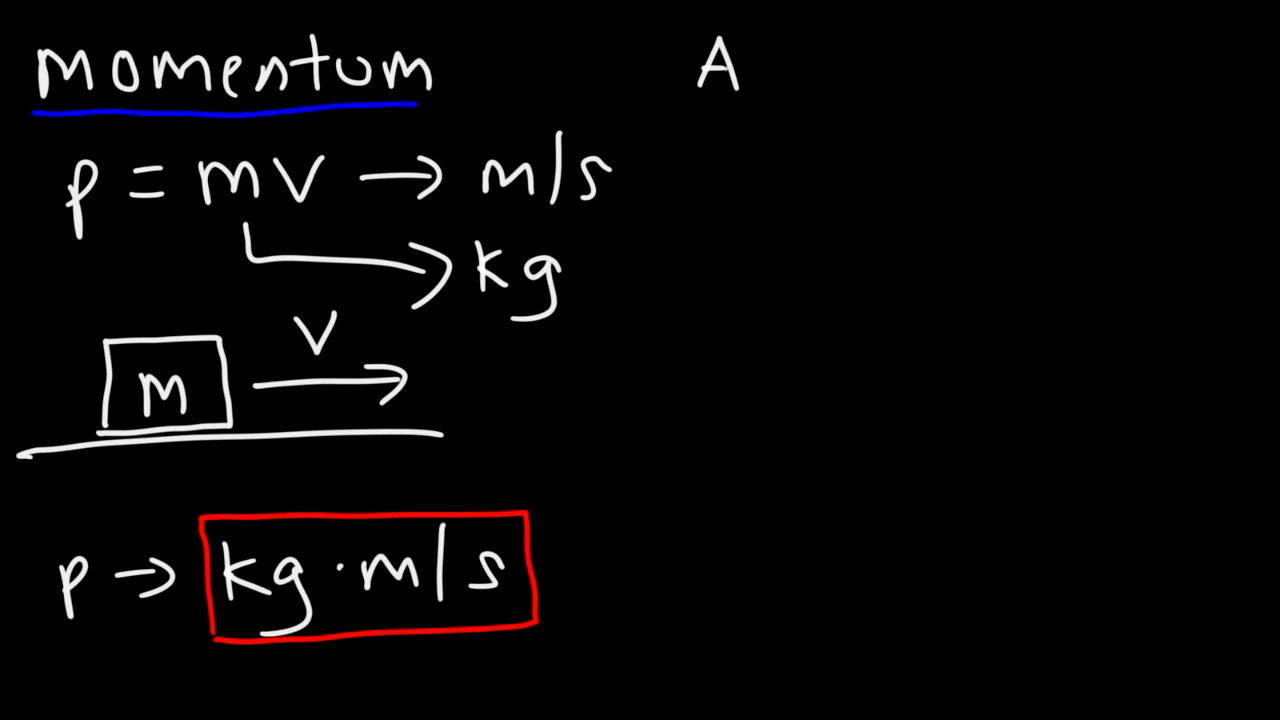 Momentum
p = mv → m/s
→ kg
v
m
p → kg·m/s
A